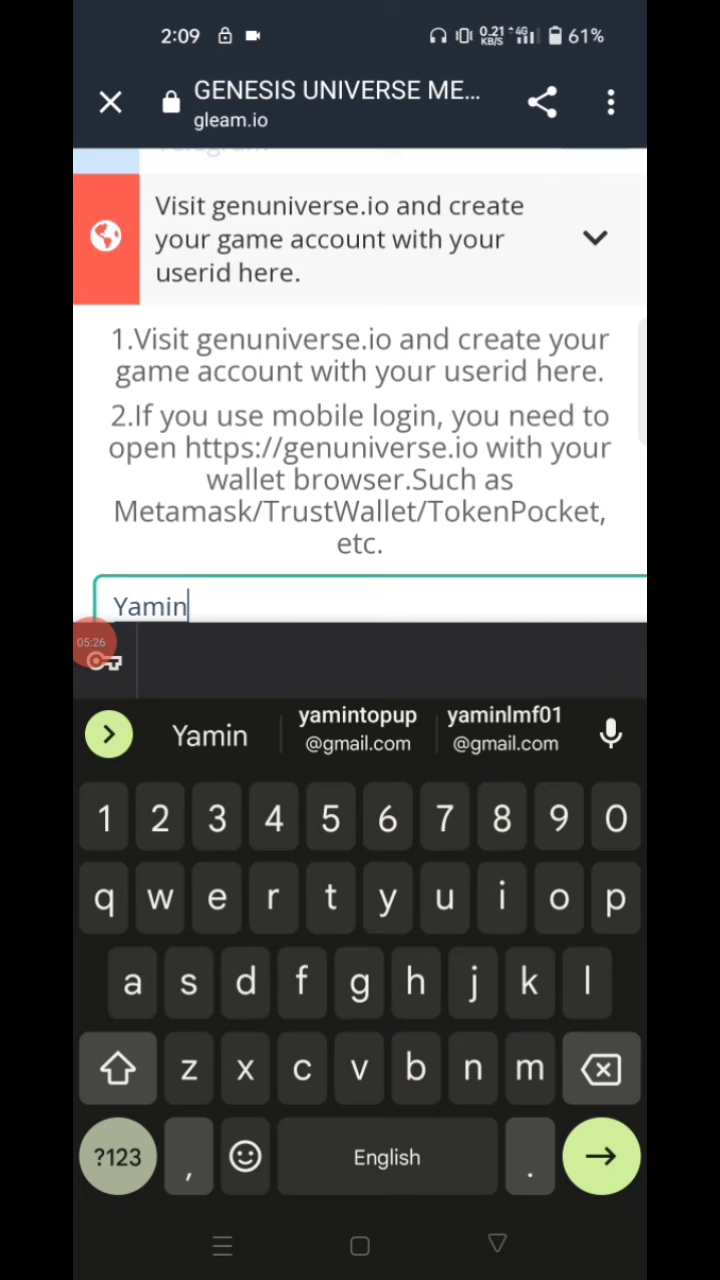 2:09 0.21 KB/S 4G 61%
GENESIS UNIVERSE ME...
gleam.io
Telegram
Visit genuniverse.io and create
your game account with your
userid here.
1.Visit genuniverse.io and create your
game account with your userid here.
2.If you use mobile login, you need to
open https://genuniverse.io with your
wallet browser.Such as
Metamask/TrustWallet/TokenPocket,
etc.
Yamin
05:26
Yamin yamintopup @gmail.com yaminlmf01 @gmail.com
1 2 3 4 5 6 7 8 9 0
q w e r t y u i o p
a s d f g h j k l
z x c v b n m
?123 , English .